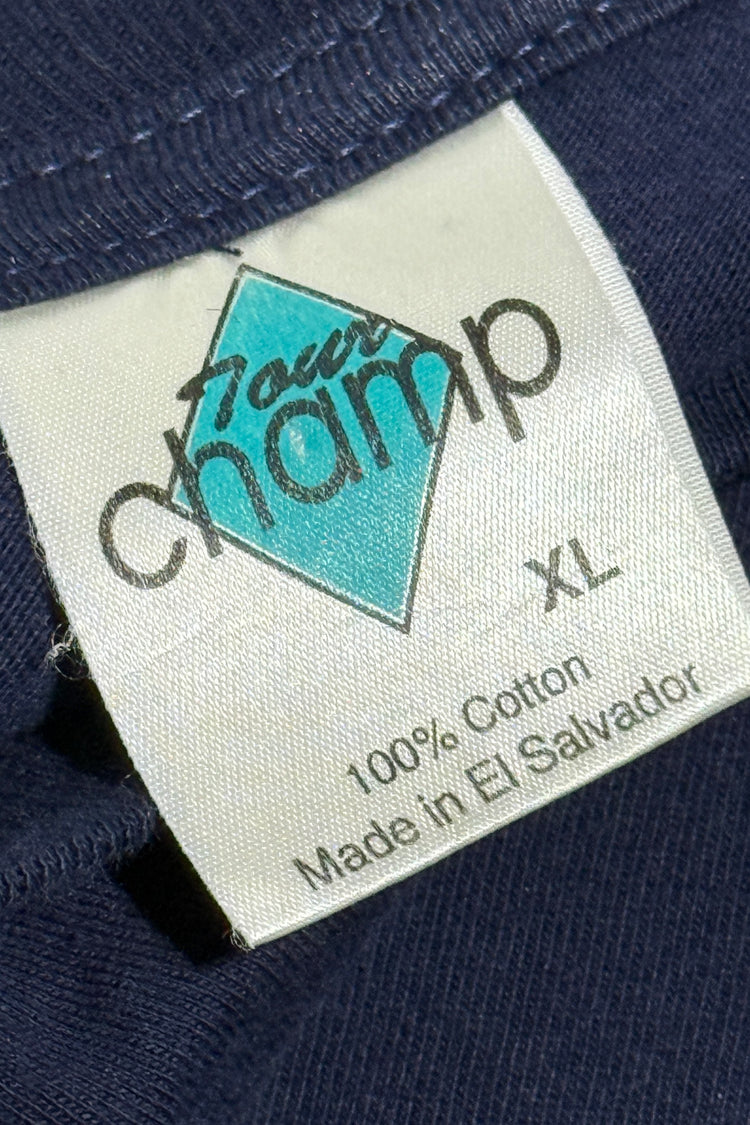 Tour
champ
XL
100% Cotton
Made in El Salvador